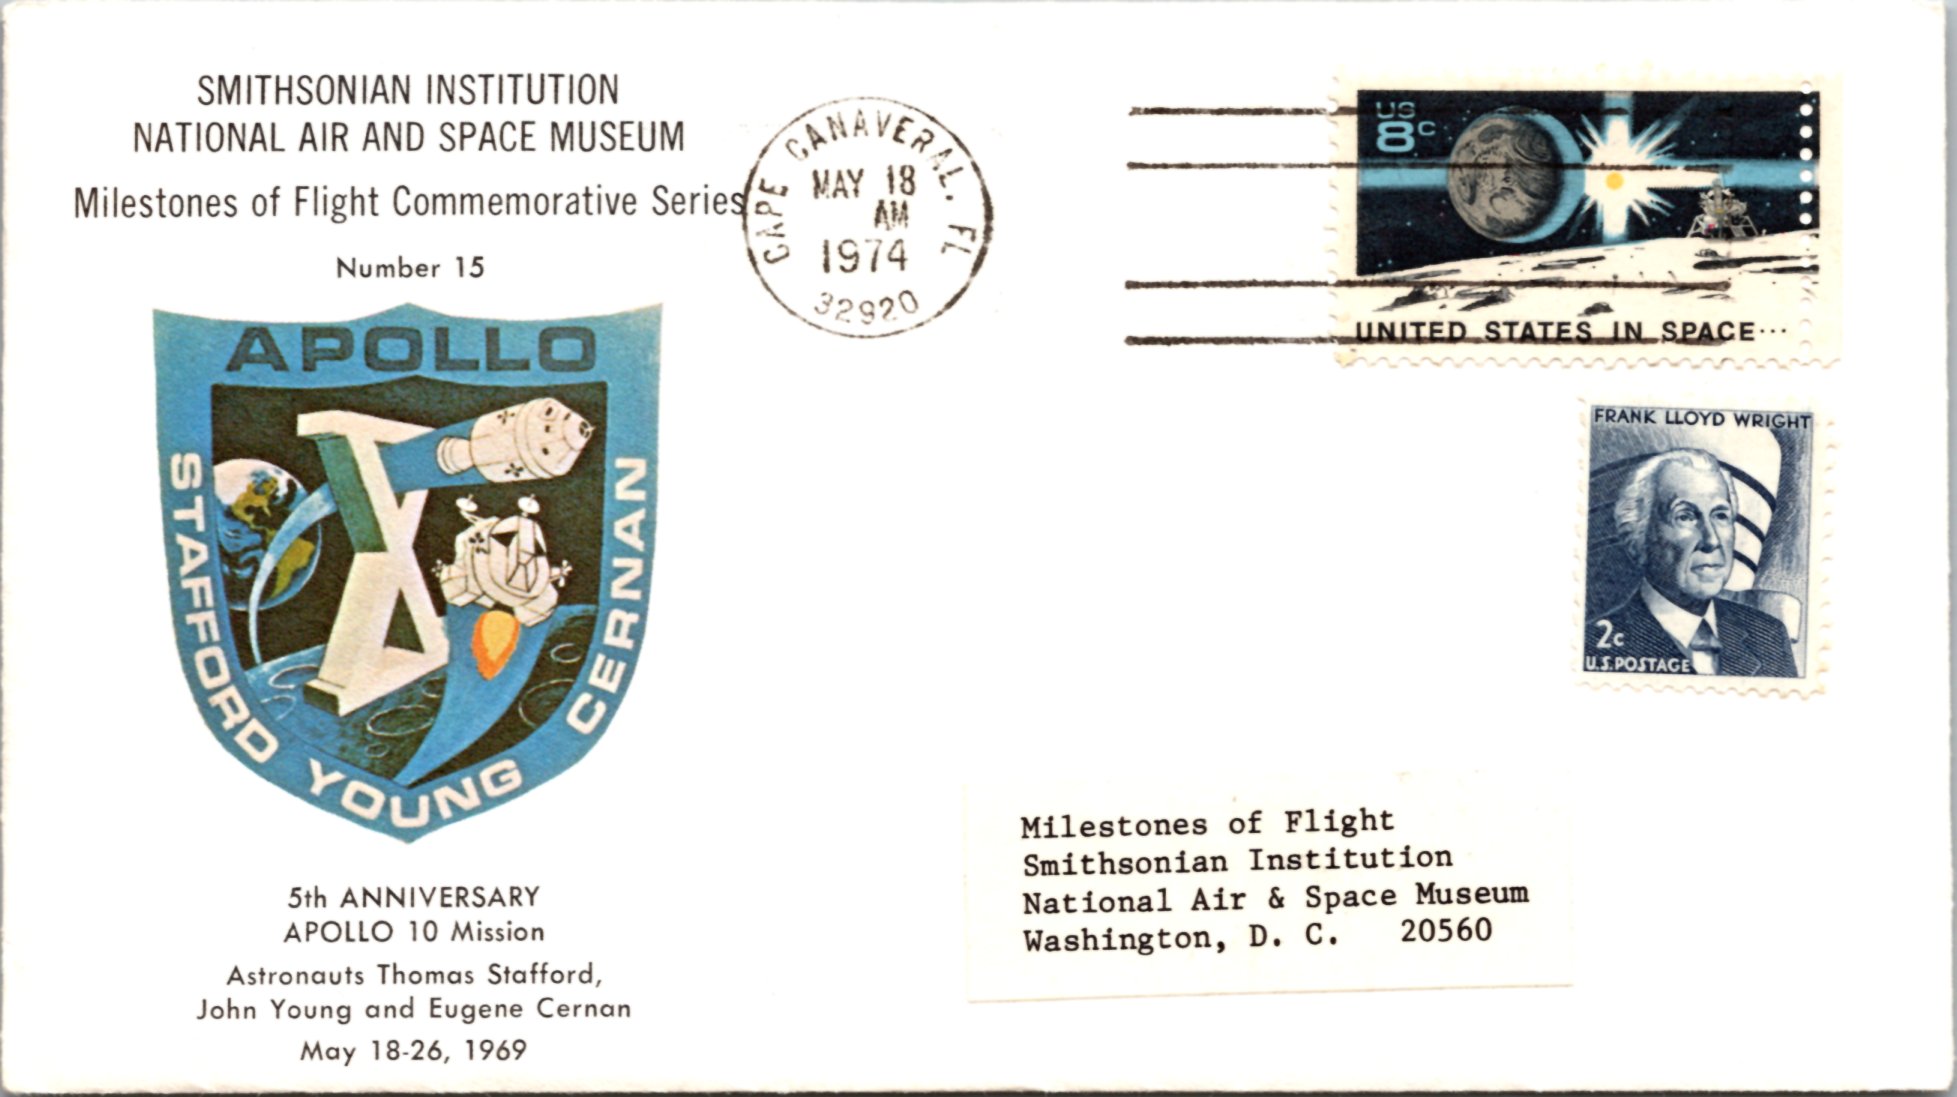 SMITHSONIAN INSTITUTION
NATIONAL AIR AND SPACE MUSEUM
Milestones of Flight Commemorative Series
Number 15
APOLLO
STAFFORD YOUNG CERNAN
5th ANNIVERSARY
APOLLO 10 Mission
Astronauts Thomas Stafford,
John Young and Eugene Cernan
May 18-26, 1969
CAPE CANAVERAL. FL
MAY 18
AM
1974
32920
US
8c
UNITED STATES IN SPACE...
FRANK LLOYD WRIGHT
2c
U.S. POSTAGE
Milestones of Flight
Smithsonian Institution
National Air & Space Museum
Washington, D. C. 20560